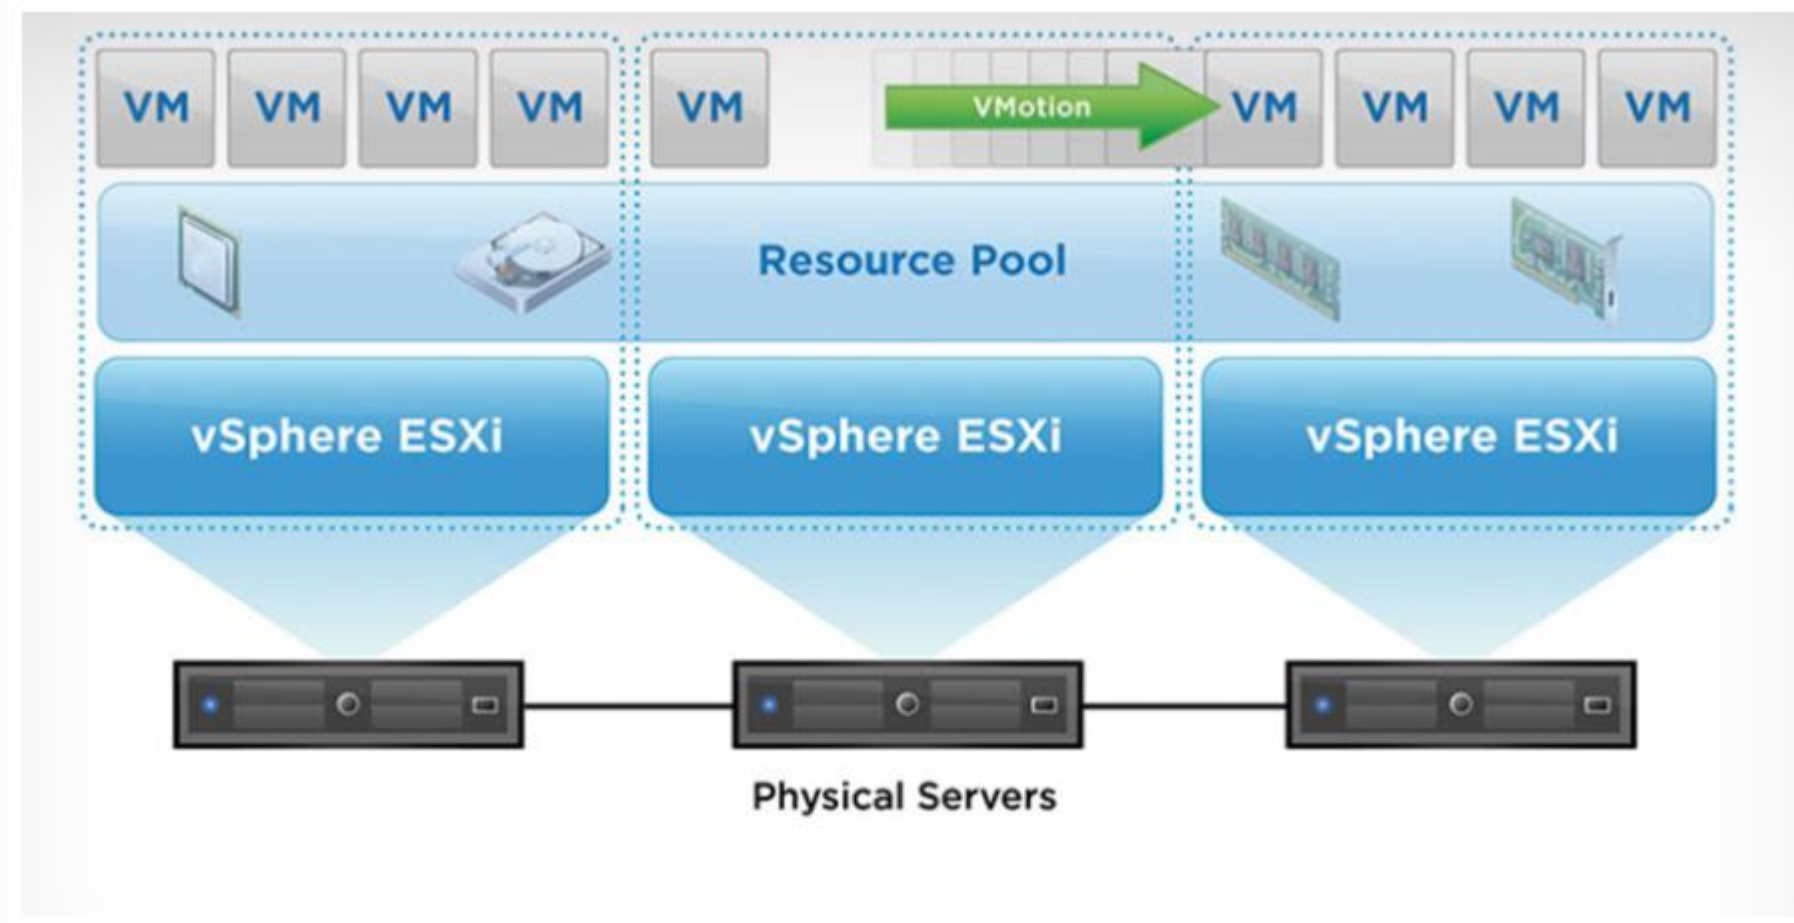 VM VM VM VM VM VMotion VM VM VM VM
Resource Pool
vSphere ESXi vSphere ESXi vSphere ESXi
Physical Servers